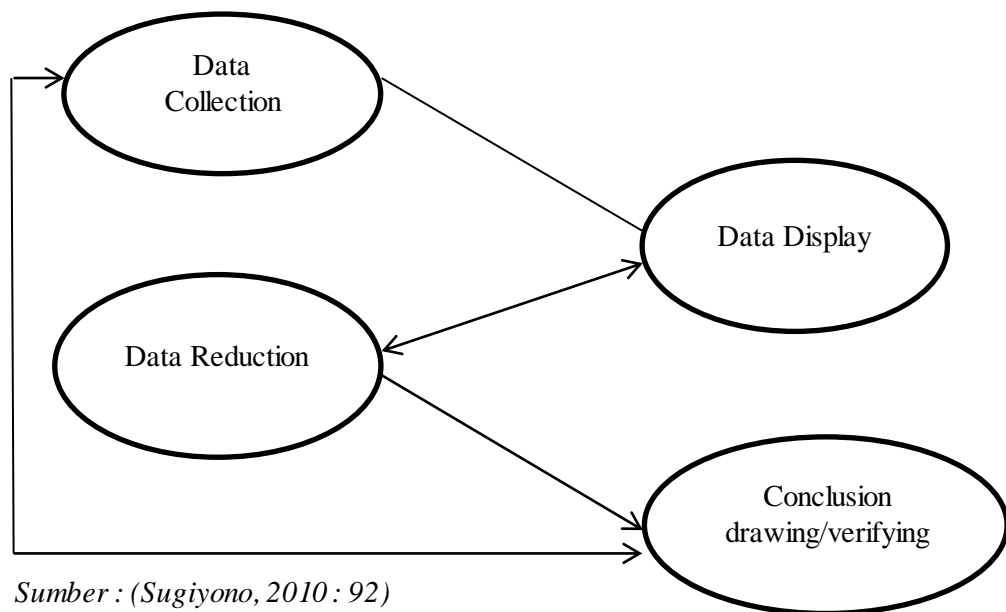 Data
Collection
Data Display
Data Reduction
Conclusion
drawing/verifying
Sumber : (Sugiyono, 2010 : 92)